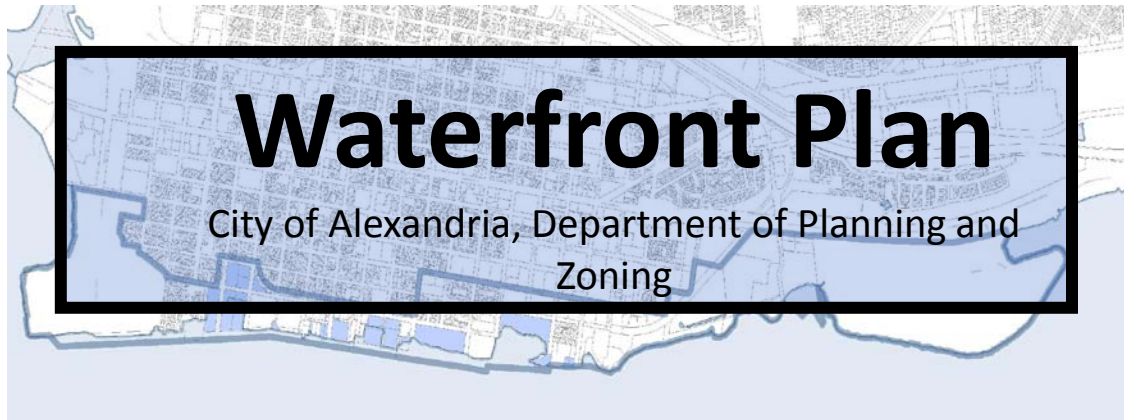 Waterfront Plan
City of Alexandria, Department of Planning and
Zoning